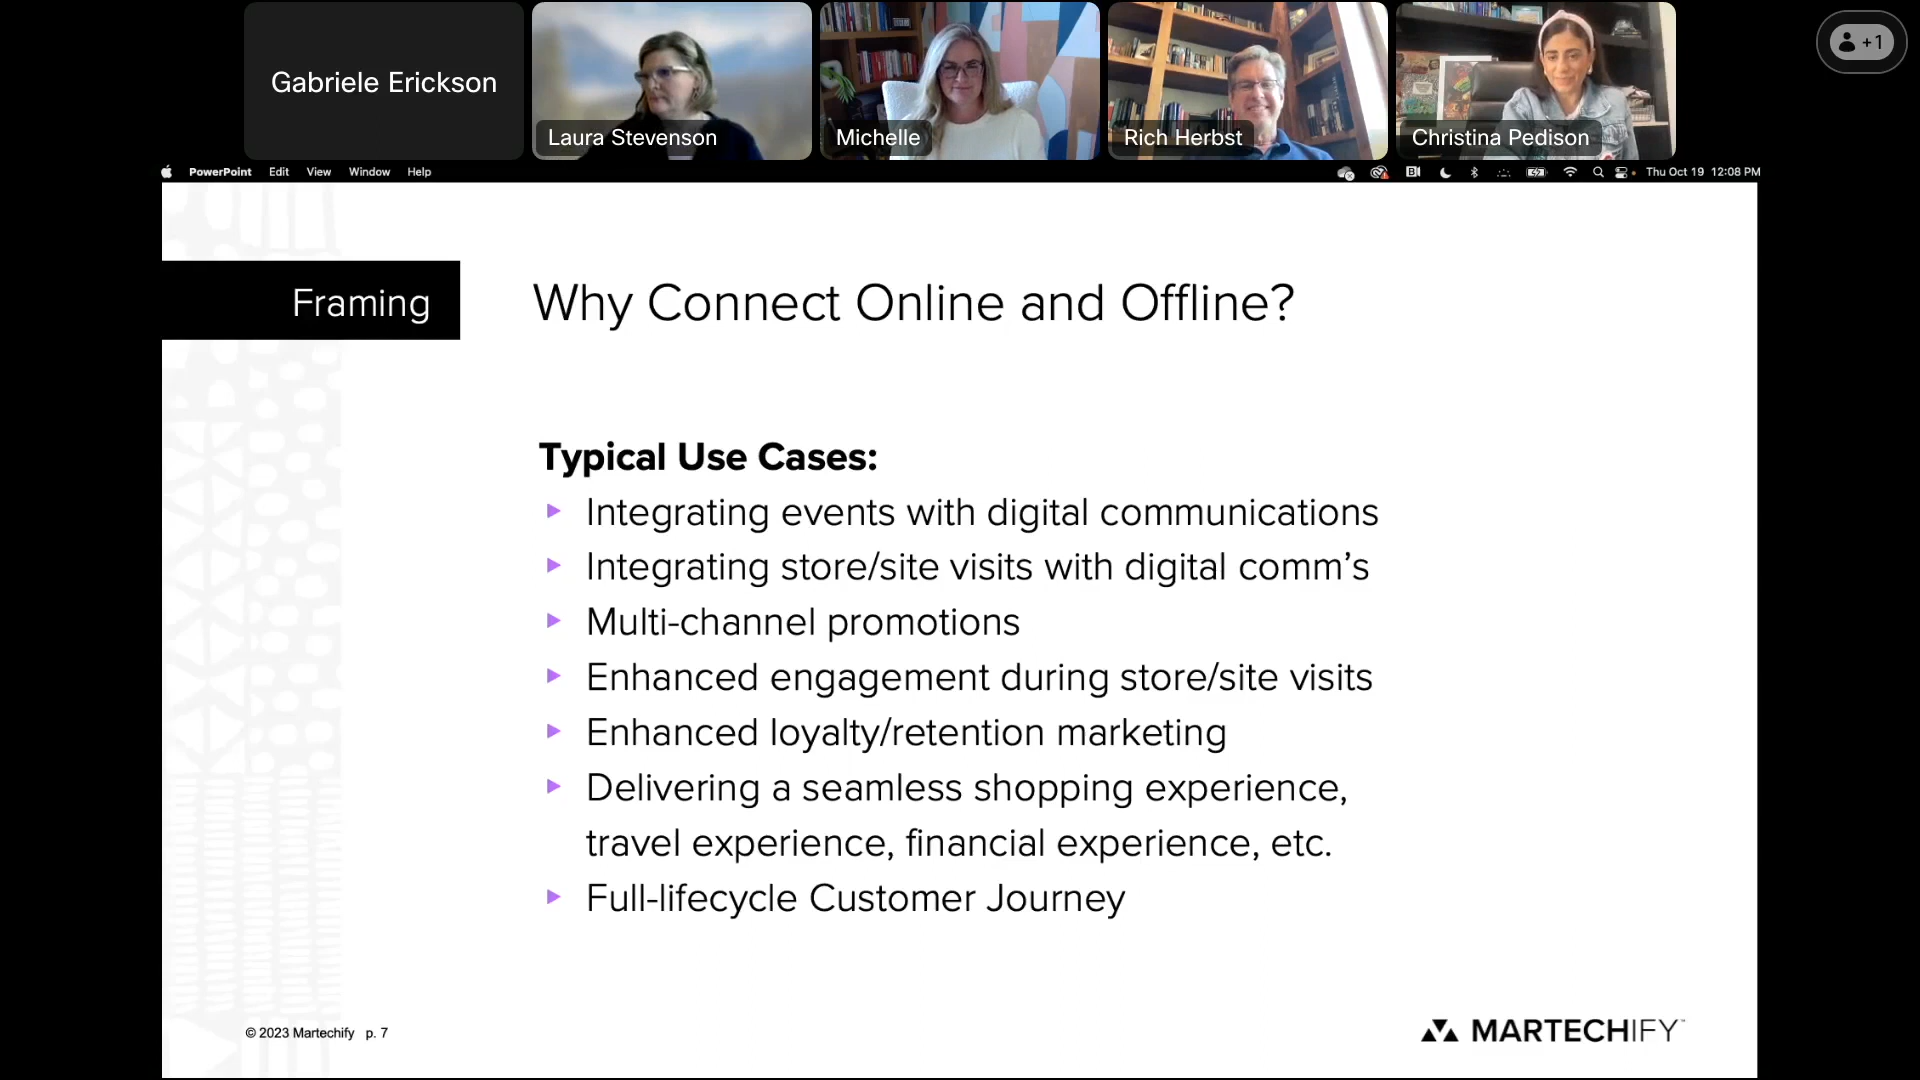 Gabriele Erickson
Laura Stevenson
Michelle
Rich Herbst
Christina Pedison
+1
PowerPoint Edit View Window Help
Thu Oct 19 12:08 PM
Framing
Why Connect Online and Offline?
Typical Use Cases:
Integrating events with digital communications
Integrating store/site visits with digital comm’s
Multi-channel promotions
Enhanced engagement during store/site visits
Enhanced loyalty/retention marketing
Delivering a seamless shopping experience,
travel experience, financial experience, etc.
Full-lifecycle Customer Journey
© 2023 Martechify p. 7
MARTECHIFY™